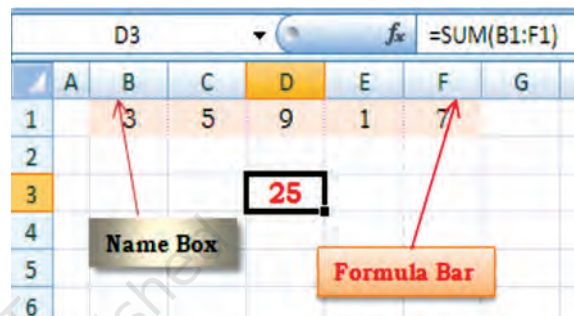 D3 fx =SUM(B1:F1)
A B C D E F G
1 3 5 9 1 7
2
3 25
4
Name Box
5 Formula Bar
6